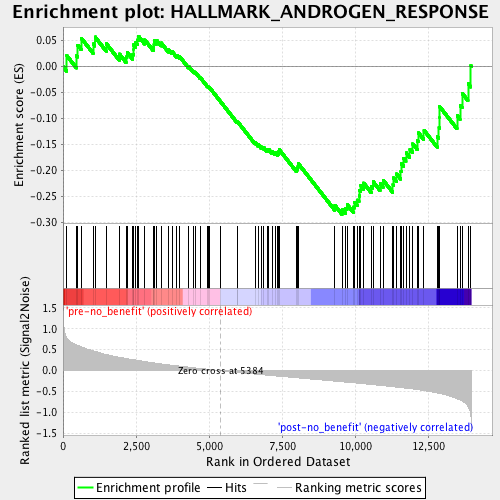 Enrichment plot: HALLMARK_ANDROGEN_RESPONSE
Enrichment score (ES)
0.05
0.00
-0.05
-0.10
-0.15
-0.20
-0.25
-0.30
Ranked list metric (Signal2Noise)
1.5
1.0
0.5
0.0
-0.5
-1.0
-1.5
'pre-no_benefit' (positively correlated)
Zero cross at 5384
'post-no_benefit' (negatively correlated)
0 2,500 5,000 7,500 10,000 12,500
Rank in Ordered Dataset
Enrichment profile Hits Ranking metric scores